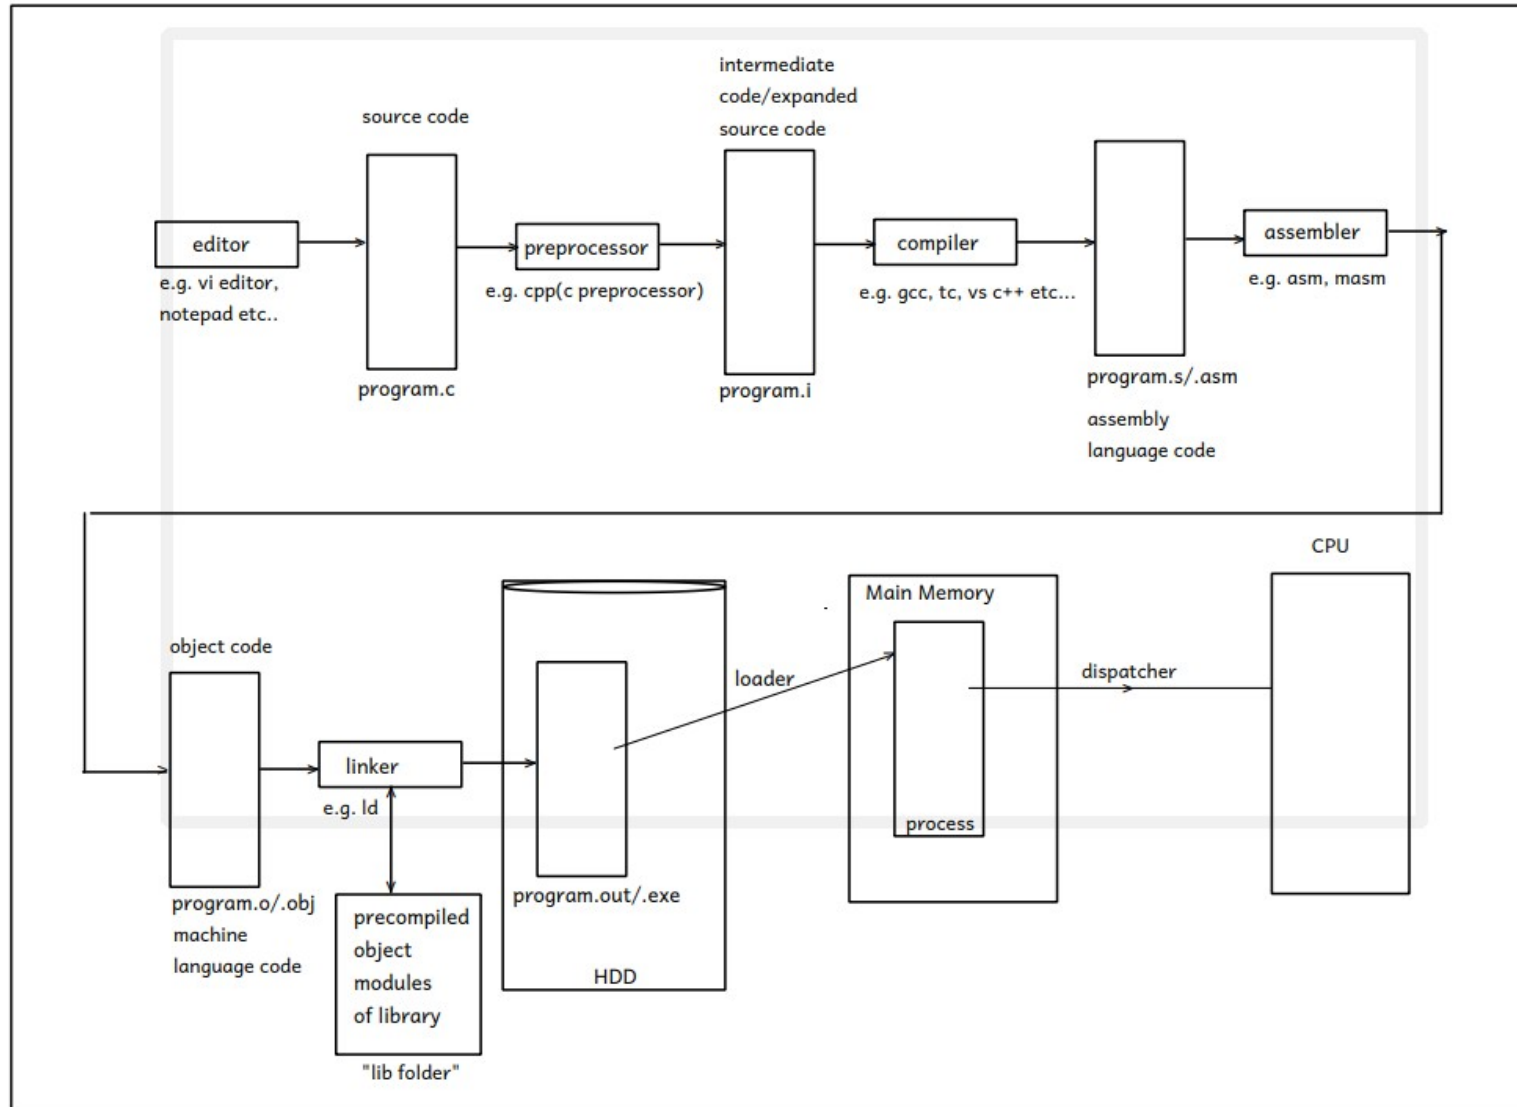 intermediate
code/expanded
source code
source code
editor
preprocessor
compiler
assembler
e.g. vi editor,
notepad etc..
e.g. cpp(c preprocessor)
e.g. gcc, tc, vs c++ etc...
e.g. asm, masm
program.c
program.i
program.s/.asm
assembly
language code
CPU
Main Memory
object code
loader
dispatcher
linker
e.g. ld
process
program.o/.obj
machine
language code
precompiled
object
modules
of library
"lib folder"
program.out/.exe
HDD